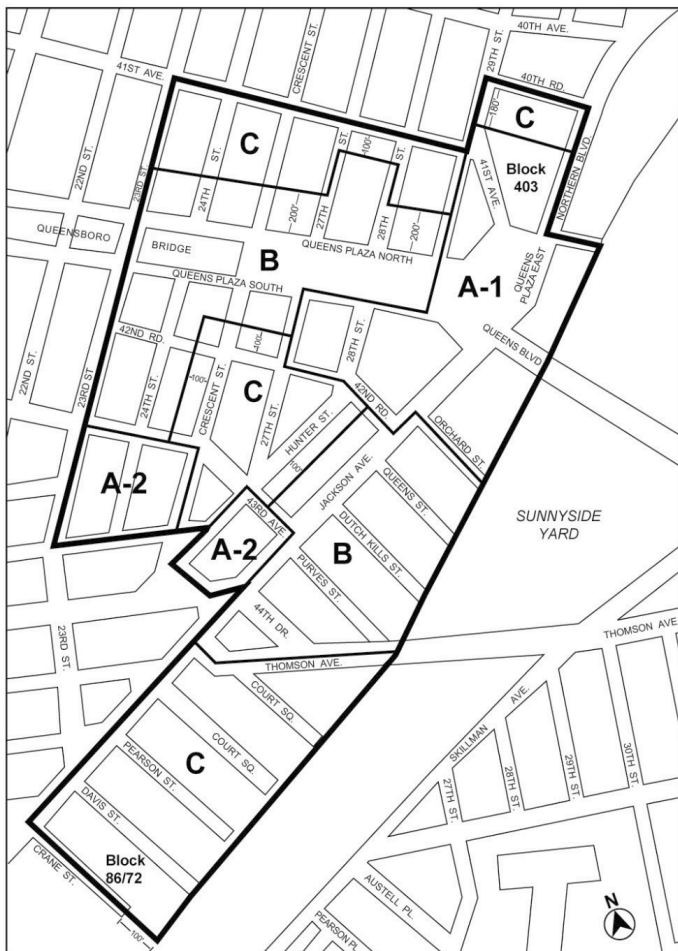 40TH AVE.
29TH ST.
CRESCENT ST.
41ST AVE.
40TH RD.
180'
C
C
22ND ST.
ST.
100'
ST.
Block
403
41ST AVE.
NORTHERN BLVD.
23RD ST.
24TH ST.
200'
27TH
28TH
200'
QUEENSBORO
BRIDGE
QUEENS PLAZA NORTH
B
A-1
QUEENS PLAZA EAST
QUEENS PLAZA SOUTH
42ND RD.
100'
28TH ST.
QUEENS BLVD
22ND ST.
23RD ST
24TH ST.
100'
CRESCENT ST.
C
27TH ST.
HUNTER ST.
42ND RD.
ORCHARD ST.
100'
JACKSON AVE.
QUEENS ST.
A-2
43RD AVE
A-2
DUTCH KILLS ST.
B
SUNNYSIDE
YARD
PURVES ST.
44TH DR.
23RD ST.
THOMSON AVE.
THOMSON AVE.
COURT SQ.
COURT SQ.
SKILLMAN AVE.
27TH ST.
28TH ST.
29TH ST.
30TH ST.
PEARSON ST.
C
DAVIS ST.
Block
86/72
CRANE ST.
100'
AUSTELL PL.
PEARSON PL.
N